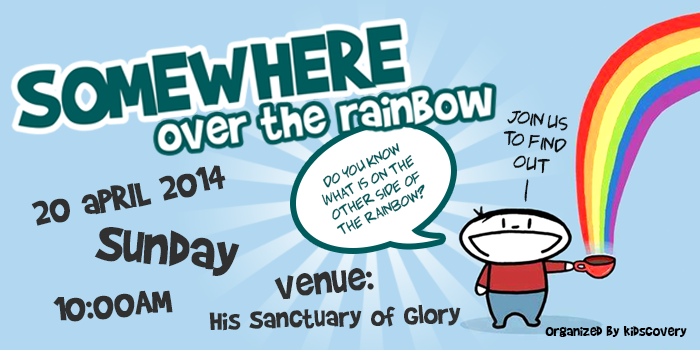 SOMEWHERE
over the rainbow
DO YOU KNOW
WHAT IS ON THE
OTHER SIDE OF
THE RAINBOW?
JOIN US
TO FIND
OUT
20 april 2014
Sunday
10:00AM
Venue:
His Sanctuary of Glory
organized by kidscovery